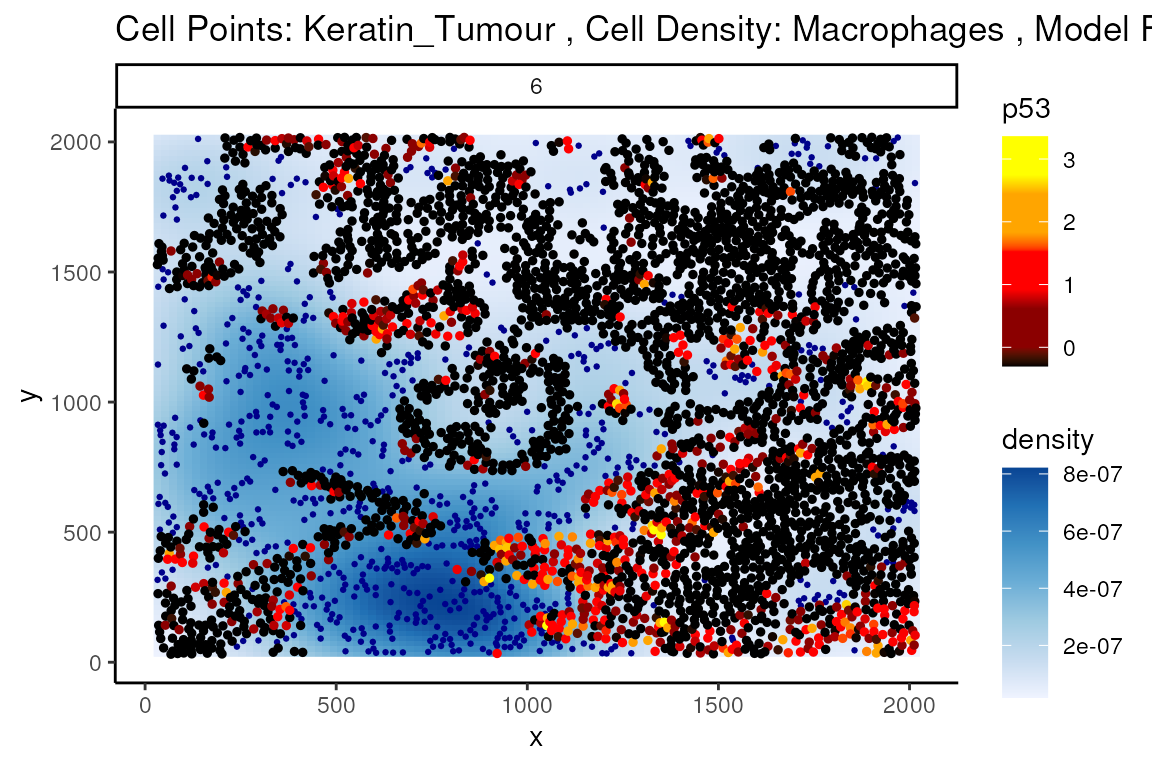 Cell Points: Keratin_Tumour , Cell Density: Macrophages , Model
6
p53
3
2
1
0
density
8e-07
6e-07
4e-07
2e-07
y
2000
1500
1000
500
0
0 500 1000 1500 2000
x